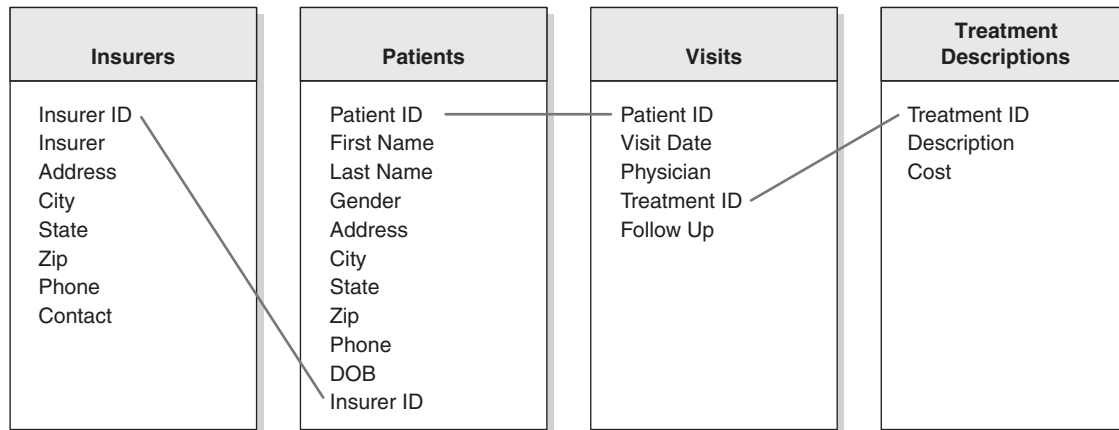 Insurers
Insurer ID
Insurer
Address
City
State
Zip
Phone
Contact
Patients
Patient ID
First Name
Last Name
Gender
Address
City
State
Zip
Phone
DOB
Insurer ID
Visits
Patient ID
Visit Date
Physician
Treatment ID
Follow Up
Treatment
Descriptions
Treatment ID
Description
Cost